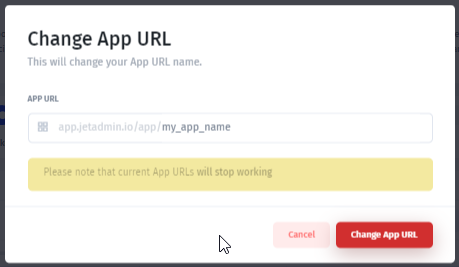 Change App URL
This will change your App URL name.
APP URL
app.jetadmin.io/app/my_app_name
Please note that current App URLs will stop working
Cancel
Change App URL